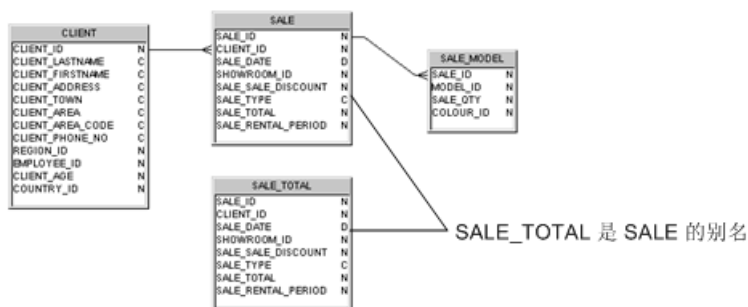 CLIENT
CLIENT_ID N
CLIENT_LASTNAME C
CLIENT_FIRSTNAME C
CLIENT_ADDRESS C
CLIENT_TOWN C
CLIENT_AREA C
CLIENT_AREA_CODE C
CLIENT_PHONE_NO C
REGION_ID N
EMPLOYEE_ID N
CLIENT_AGE N
COUNTRY_ID N
SALE
SALE_ID N
CLIENT_ID N
SALE_DATE D
SHOWROOM_ID N
SALE_SALE_DISCOUNT N
SALE_TYPE C
SALE_TOTAL N
SALE_RENTAL_PERIOD N
SALE_MODEL
SALE_ID N
MODEL_ID N
SALE_QTY N
COLOUR_ID N
SALE_TOTAL
SALE_ID N
CLIENT_ID N
SALE_DATE D
SHOWROOM_ID N
SALE_SALE_DISCOUNT N
SALE_TYPE C
SALE_TOTAL N
SALE_RENTAL_PERIOD N
SALE_TOTAL 是 SALE 的别名